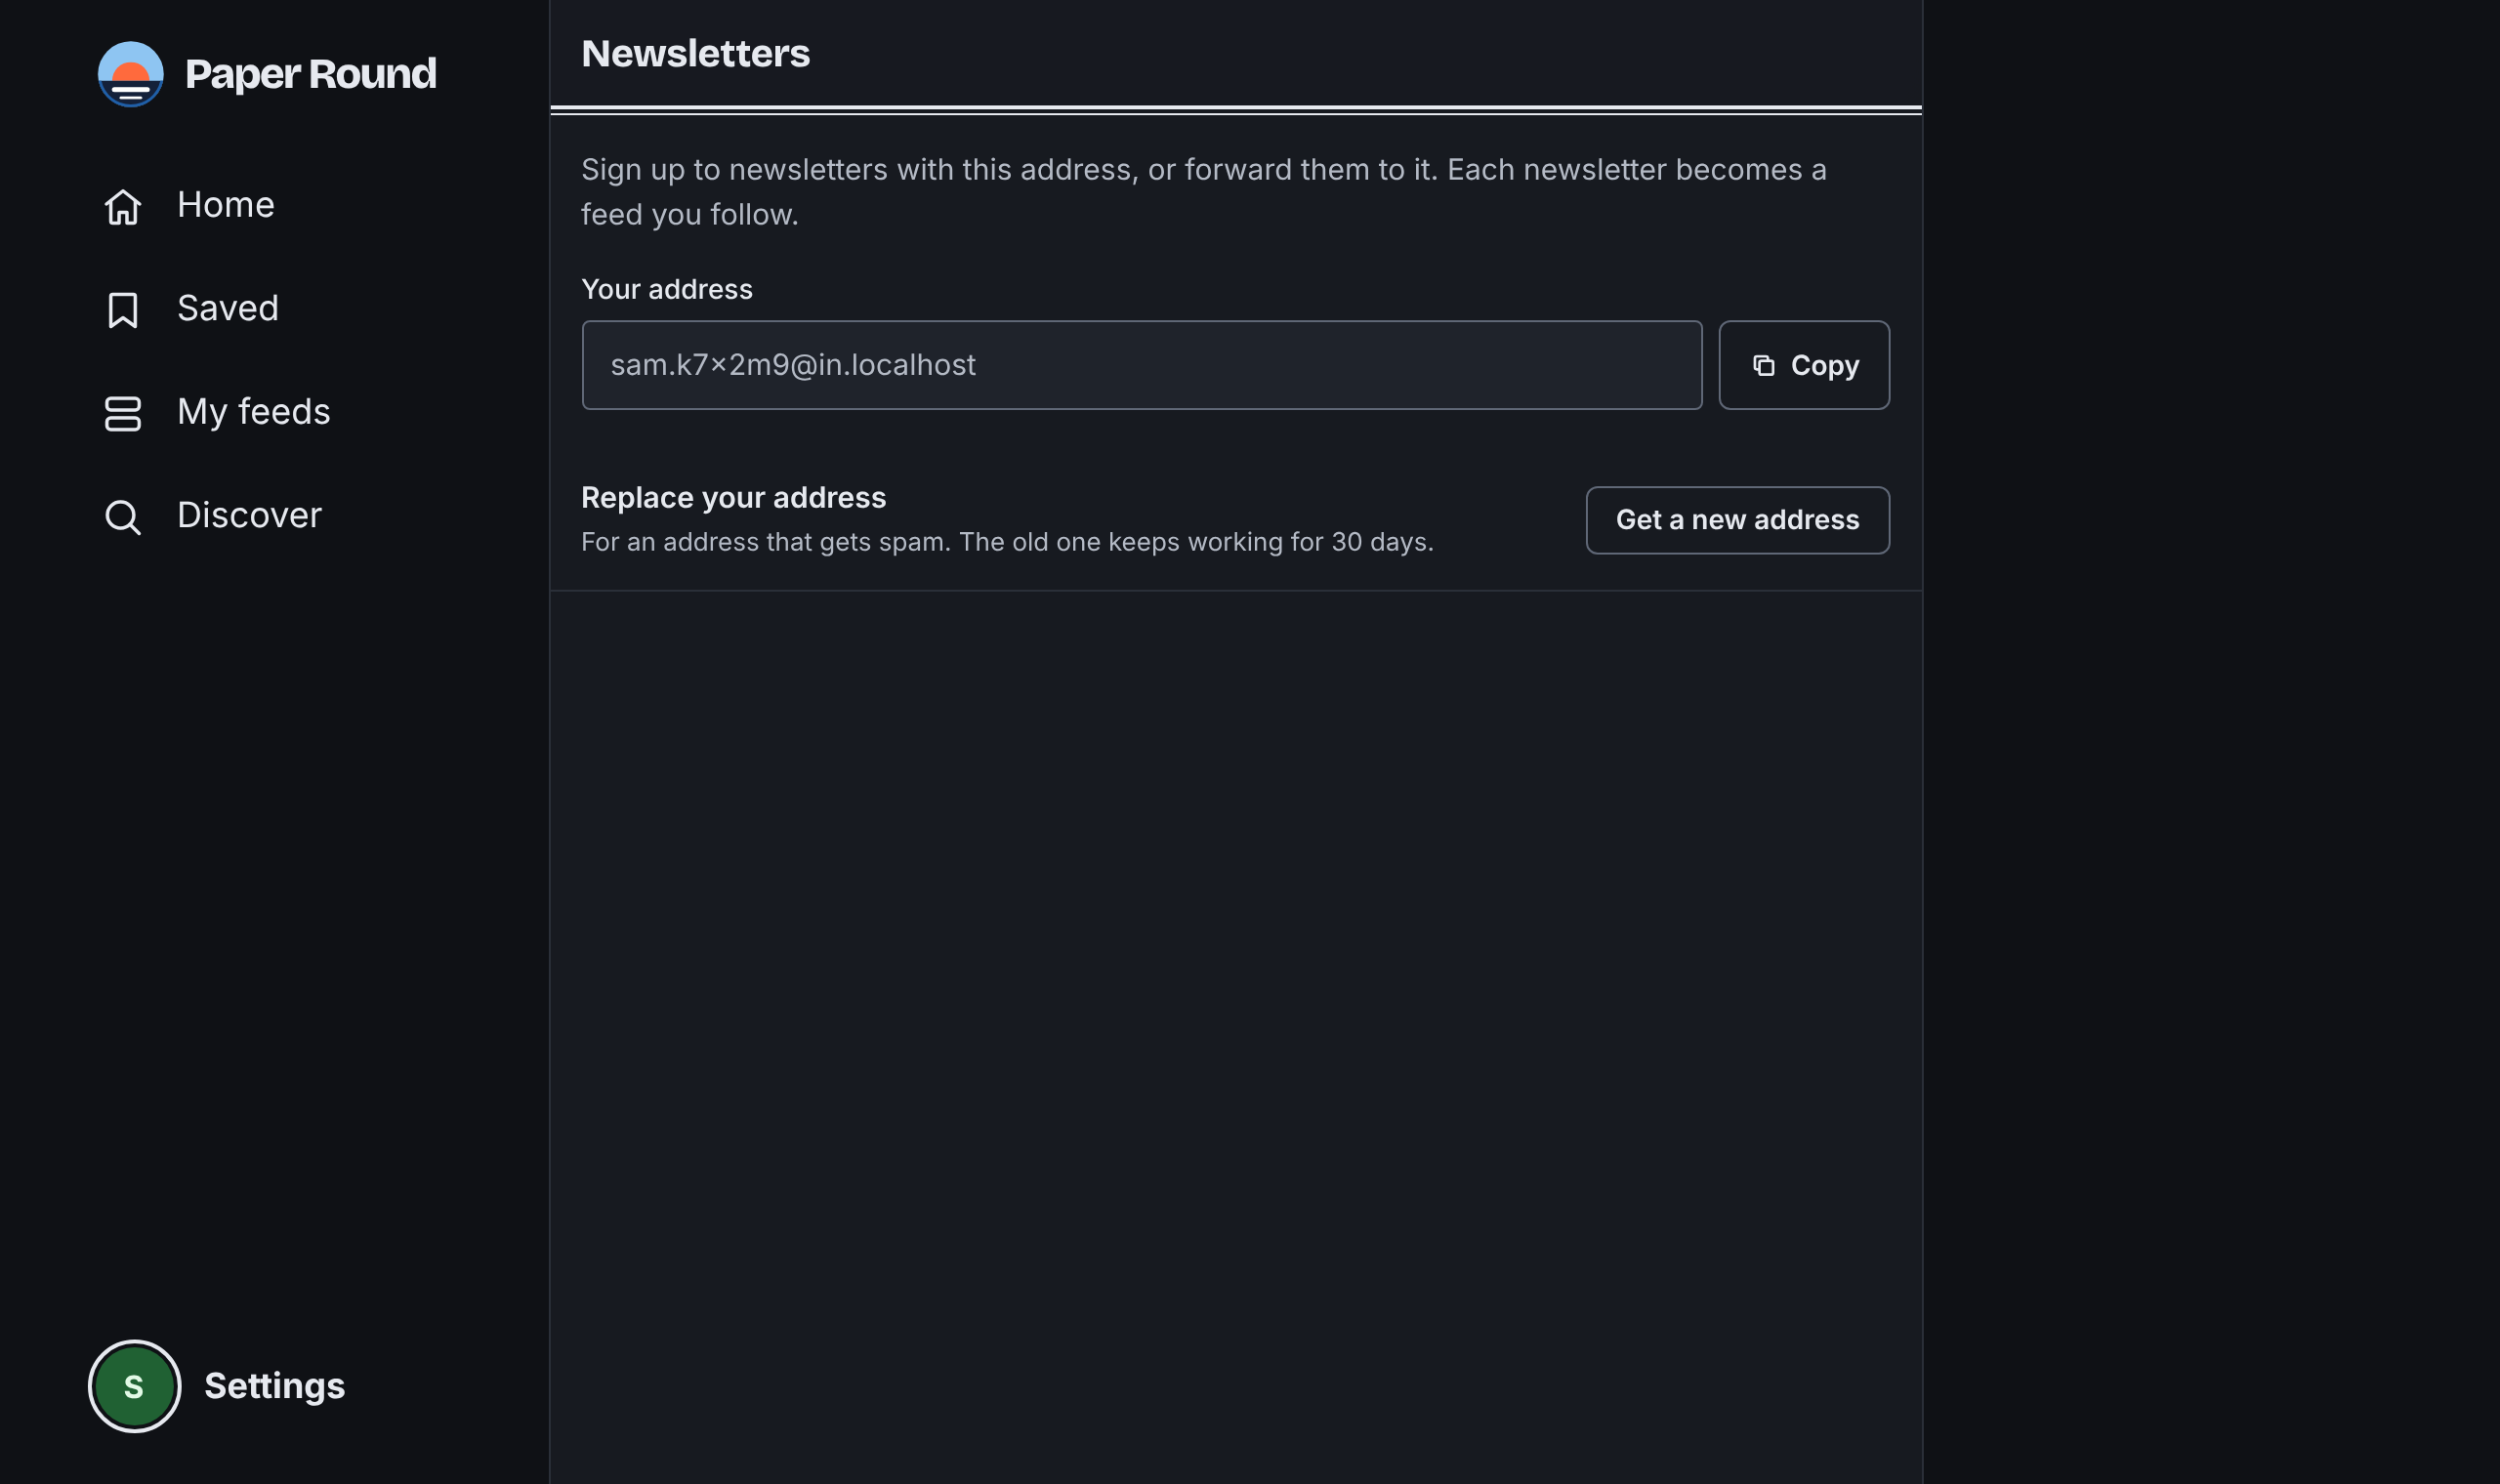 Paper Round
Home
Saved
My feeds
Discover
S
Settings
Newsletters
Sign up to newsletters with this address, or forward them to it. Each newsletter becomes a
feed you follow.
Your address
sam.k7×2m9@in.localhost
Copy
Replace your address
For an address that gets spam. The old one keeps working for 30 days.
Get a new address